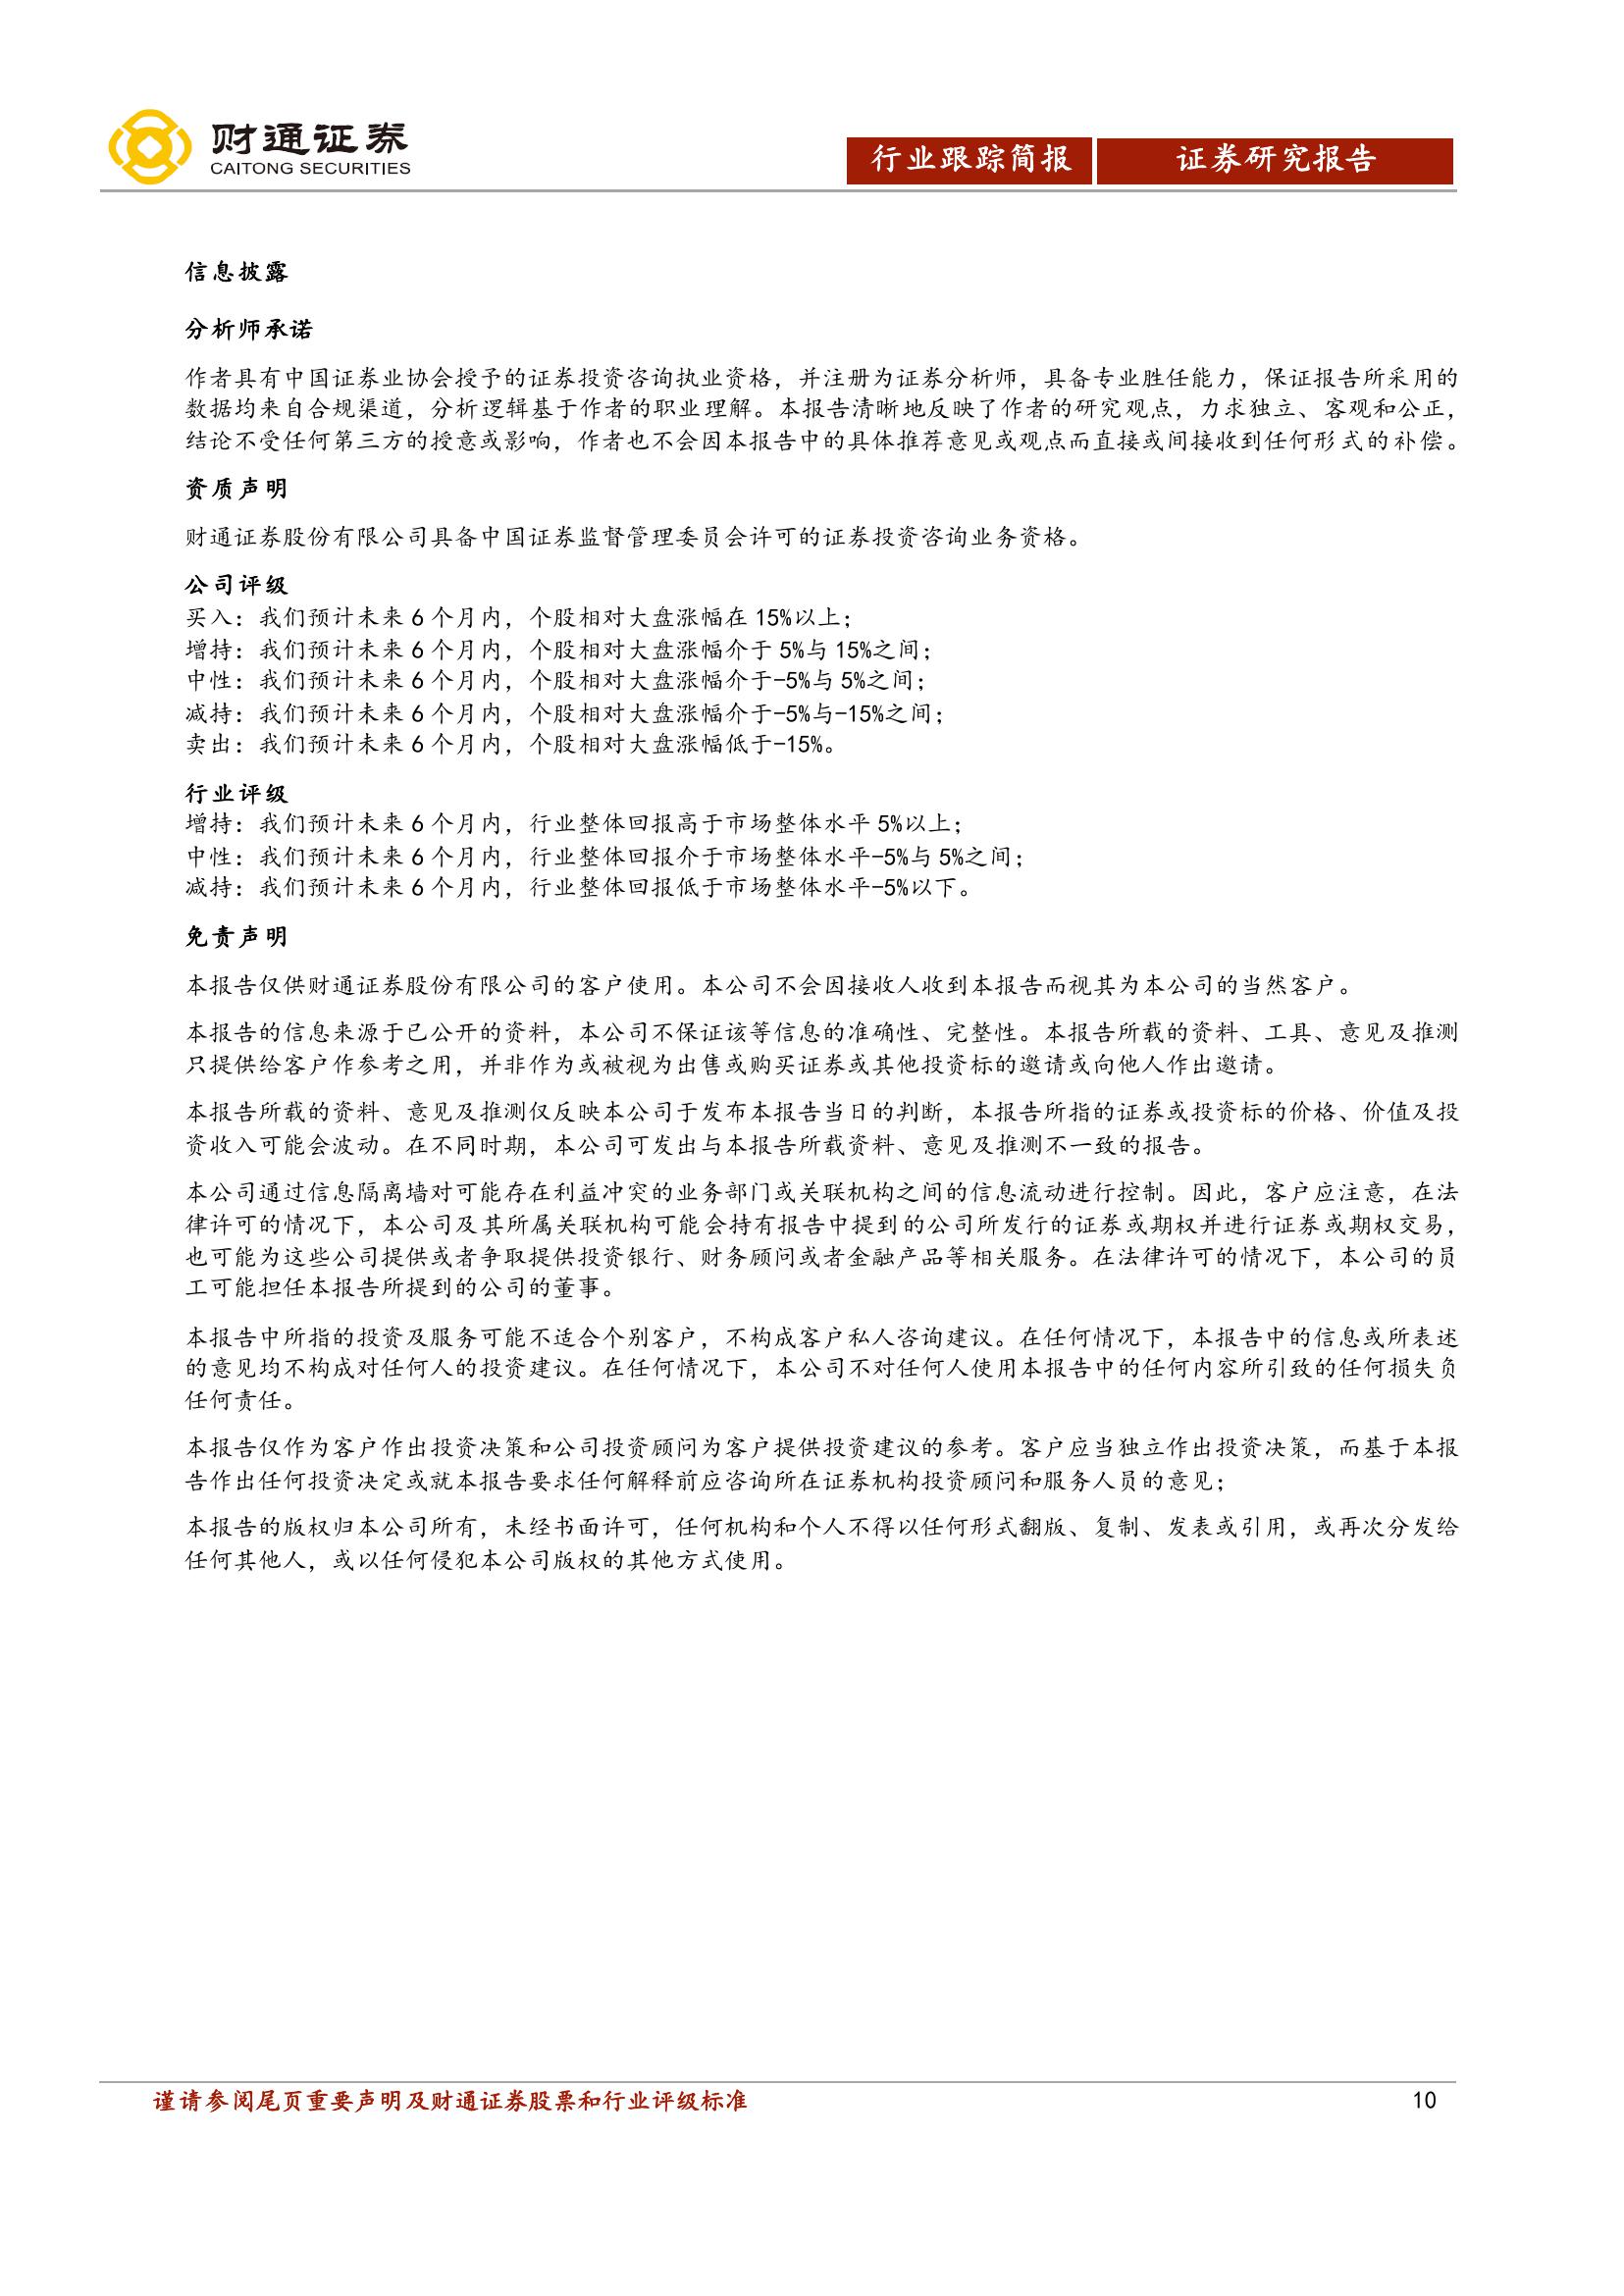 财通证券
CAITONG SECURITIES
行业跟踪简报
证券研究报告
信息披露
分析师承诺
作者具有中国证券业协会授予的证券投资咨询执业资格，并注册为证券分析师，具备专业胜任能力，保证报告所采用的
数据均来自合规渠道，分析逻辑基于作者的职业理解。本报告清晰地反映了作者的研究观点，力求独立、客观和公正，
结论不受任何第三方的授意或影响，作者也不会因本报告中的具体推荐意见或观点而直接或间接收到任何形式的补偿。
资质声明
财通证券股份有限公司具备中国证券监督管理委员会许可的证券投资咨询业务资格。
公司评级
买入：我们预计未来 6 个月内，个股相对大盘涨幅在 15%以上；
增持：我们预计未来 6 个月内，个股相对大盘涨幅介于 5%与 15%之间；
中性：我们预计未来 6 个月内，个股相对大盘涨幅介于-5%与 5%之间；
减持：我们预计未来 6 个月内，个股相对大盘涨幅介于-5%与-15%之间；
卖出：我们预计未来 6 个月内，个股相对大盘涨幅低于-15%。
行业评级
增持：我们预计未来 6 个月内，行业整体回报高于市场整体水平 5%以上；
中性：我们预计未来 6 个月内，行业整体回报介于市场整体水平-5%与 5%之间；
减持：我们预计未来 6 个月内，行业整体回报低于市场整体水平-5%以下。
免责声明
本报告仅供财通证券股份有限公司的客户使用。本公司不会因接收人收到本报告而视其为本公司的当然客户。
本报告的信息来源于已公开的资料，本公司不保证该等信息的准确性、完整性。本报告所载的资料、工具、意见及推测
只提供给客户作参考之用，并非作为或被视为出售或购买证券或其他投资标的邀请或向他人作出邀请。
本报告所载的资料、意见及推测仅反映本公司于发布本报告当日的判断，本报告所指的证券或投资标的价格、价值及投
资收入可能会波动。在不同时期，本公司可发出与本报告所载资料、意见及推测不一致的报告。
本公司通过信息隔离墙对可能存在利益冲突的业务部门或关联机构之间的信息流动进行控制。因此，客户应注意，在法
律许可的情况下，本公司及其所属关联机构可能会持有报告中提到的公司所发行的证券或期权并进行证券或期权交易，
也可能为这些公司提供或者争取提供投资银行、财务顾问或者金融产品等相关服务。在法律许可的情况下，本公司的员
工可能担任本报告所提到的公司的董事。
本报告中所指的投资及服务可能不适合个别客户，不构成客户私人咨询建议。在任何情况下，本报告中的信息或所表述
的意见均不构成对任何人的投资建议。在任何情况下，本公司不对任何人使用本报告中的任何内容所引致的任何损失负
任何责任。
本报告仅作为客户作出投资决策和公司投资顾问为客户提供投资建议的参考。客户应当独立作出投资决策，而基于本报
告作出任何投资决定或就本报告要求任何解释前应咨询所在证券机构投资顾问和服务人员的意见；
本报告的版权归本公司所有，未经书面许可，任何机构和个人不得以任何形式翻版、复制、发表或引用，或再次分发给
任何其他人，或以任何侵犯本公司版权的其他方式使用。
谨请参阅尾页重要声明及财通证券股票和行业评级标准
10